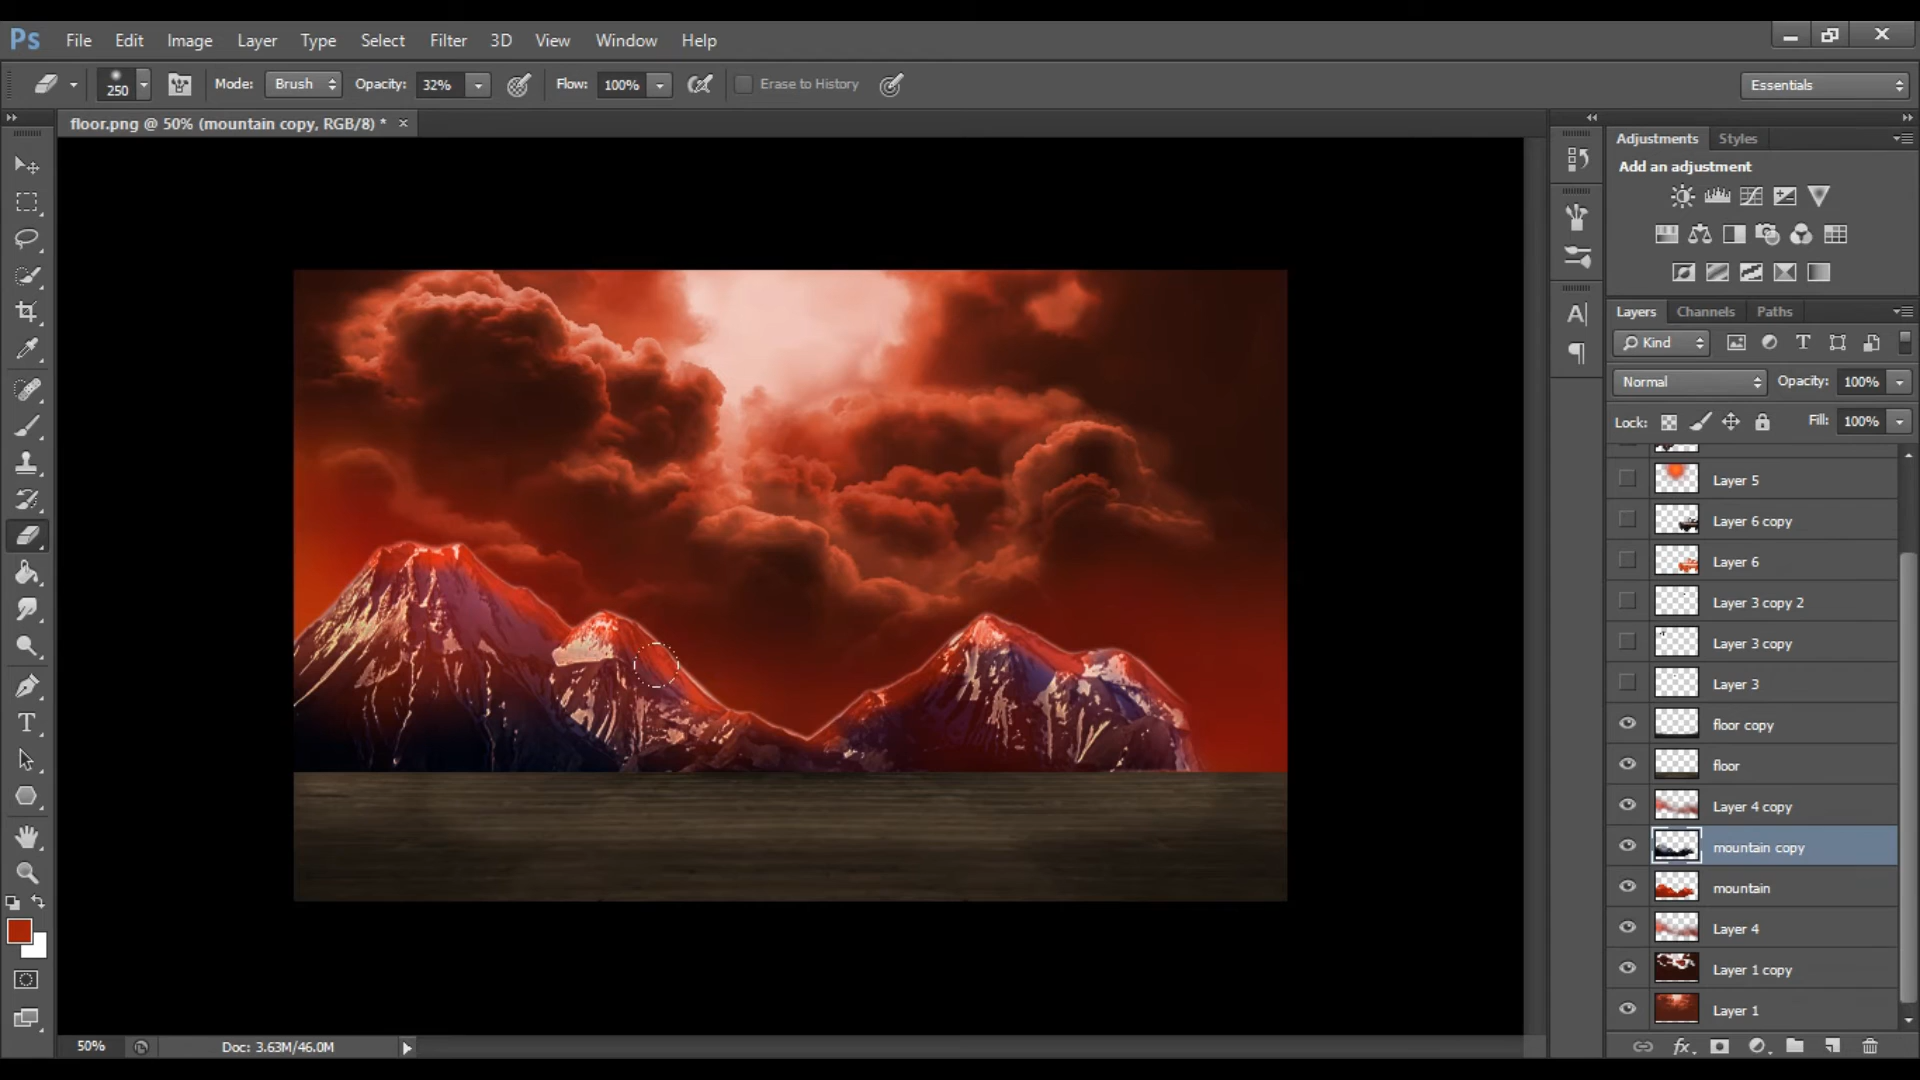 Ps File Edit Image Layer Type Select Filter 3D View Window Help
250 Mode: Brush Opacity: 32% Flow: 100% Erase to History Essentials
floor.png @ 50% (mountain copy, RGB/8) * ×
Adjustments Styles
Add an adjustment
Layers Channels Paths
Kind T
Normal Opacity: 100%
Lock: Fill: 100%
Layer 5
Layer 6 copy
Layer 6
Layer 3 copy 2
Layer 3 copy
Layer 3
floor copy
floor
Layer 4 copy
mountain copy
mountain
Layer 4
Layer 1 copy
Layer 1
T
A
fx
50% Doc: 3.63M/46.0M